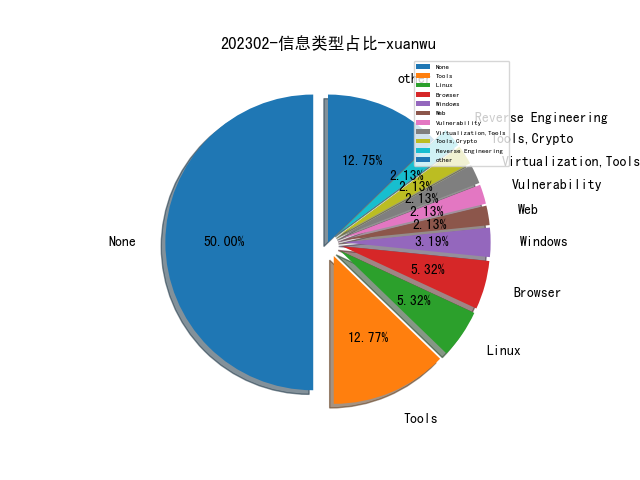 202302-信息类型占比-xuanwu
None
Tools
Linux
Browser
Windows
Web
Vulnerability
Virtualization,Tools
Tools,Crypto
Reverse Engineering
other
other
Reverse Engineering
Tools,Crypto
Virtualization,Tools
Vulnerability
Web
Windows
Browser
Linux
Tools
None
12.75%
2.13%
2.13%
2.13%
2.13%
2.13%
3.19%
5.32%
5.32%
12.77%
50.00%